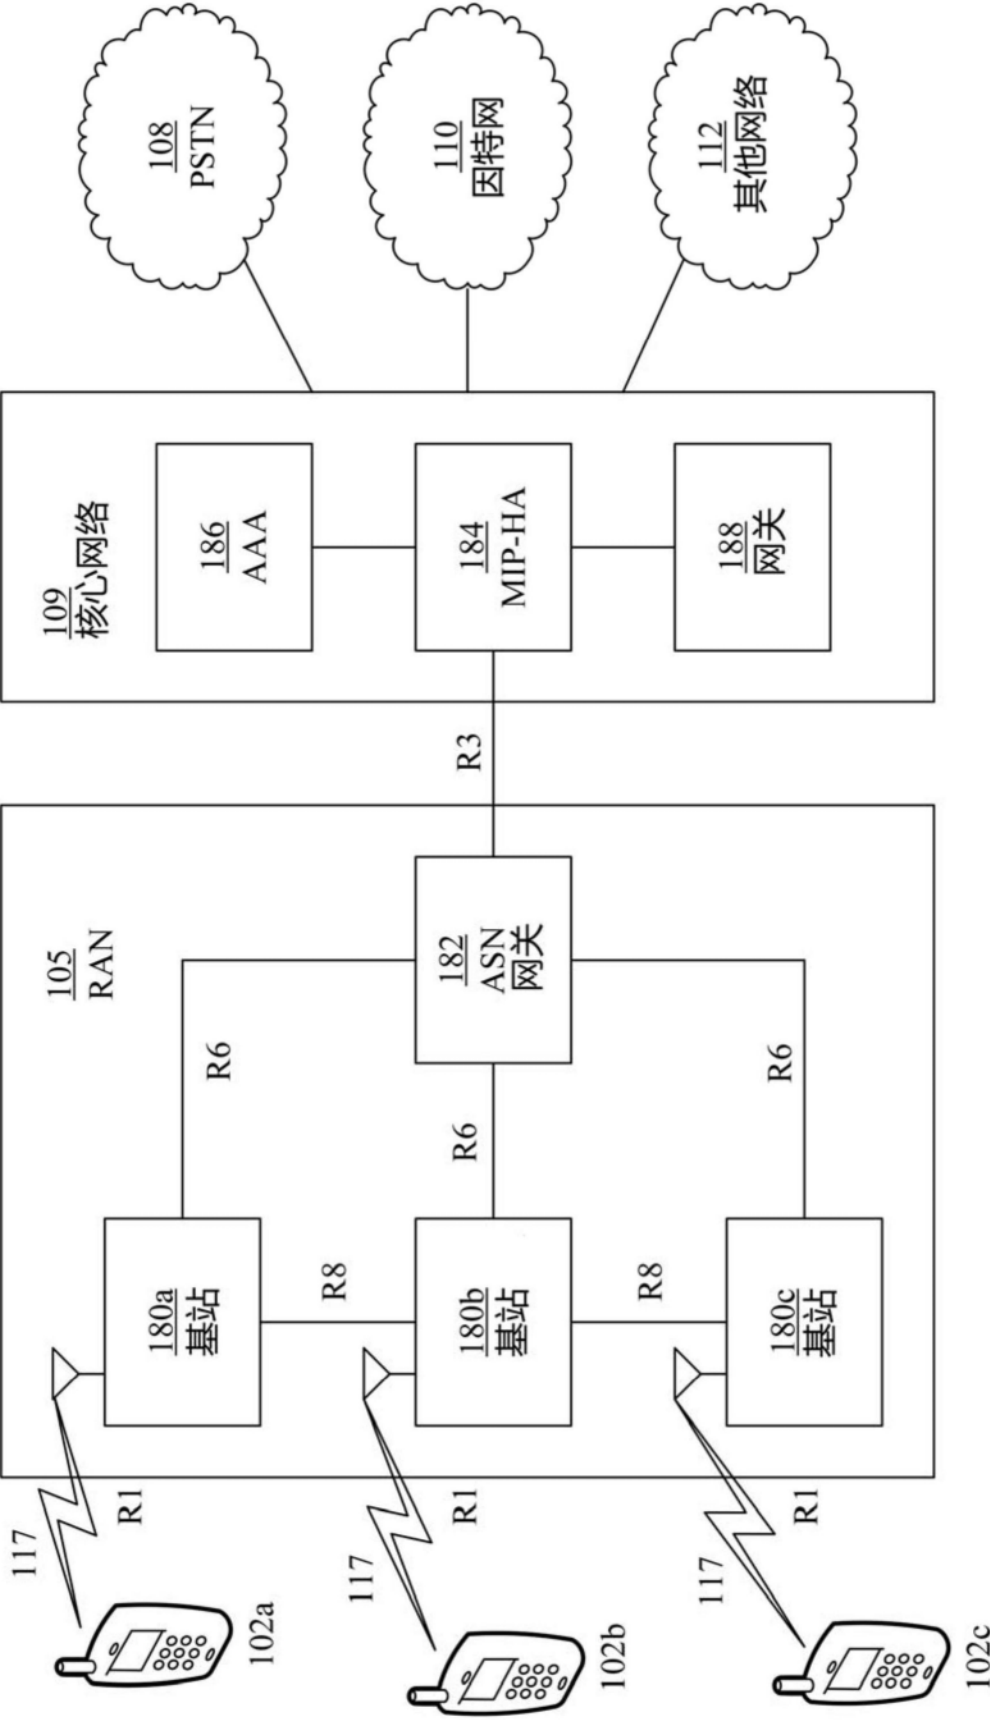 117
102a
R1
117
102b
R1
117
102c
R1
105
RAN
180a
基站
R8
180b
基站
R8
180c
基站
R6
R6
R6
182
ASN
网关
R3
109
核心网络
186
AAA
184
MIP-HA
188
网关
108
PSTN
110
因特网
112
其他网络